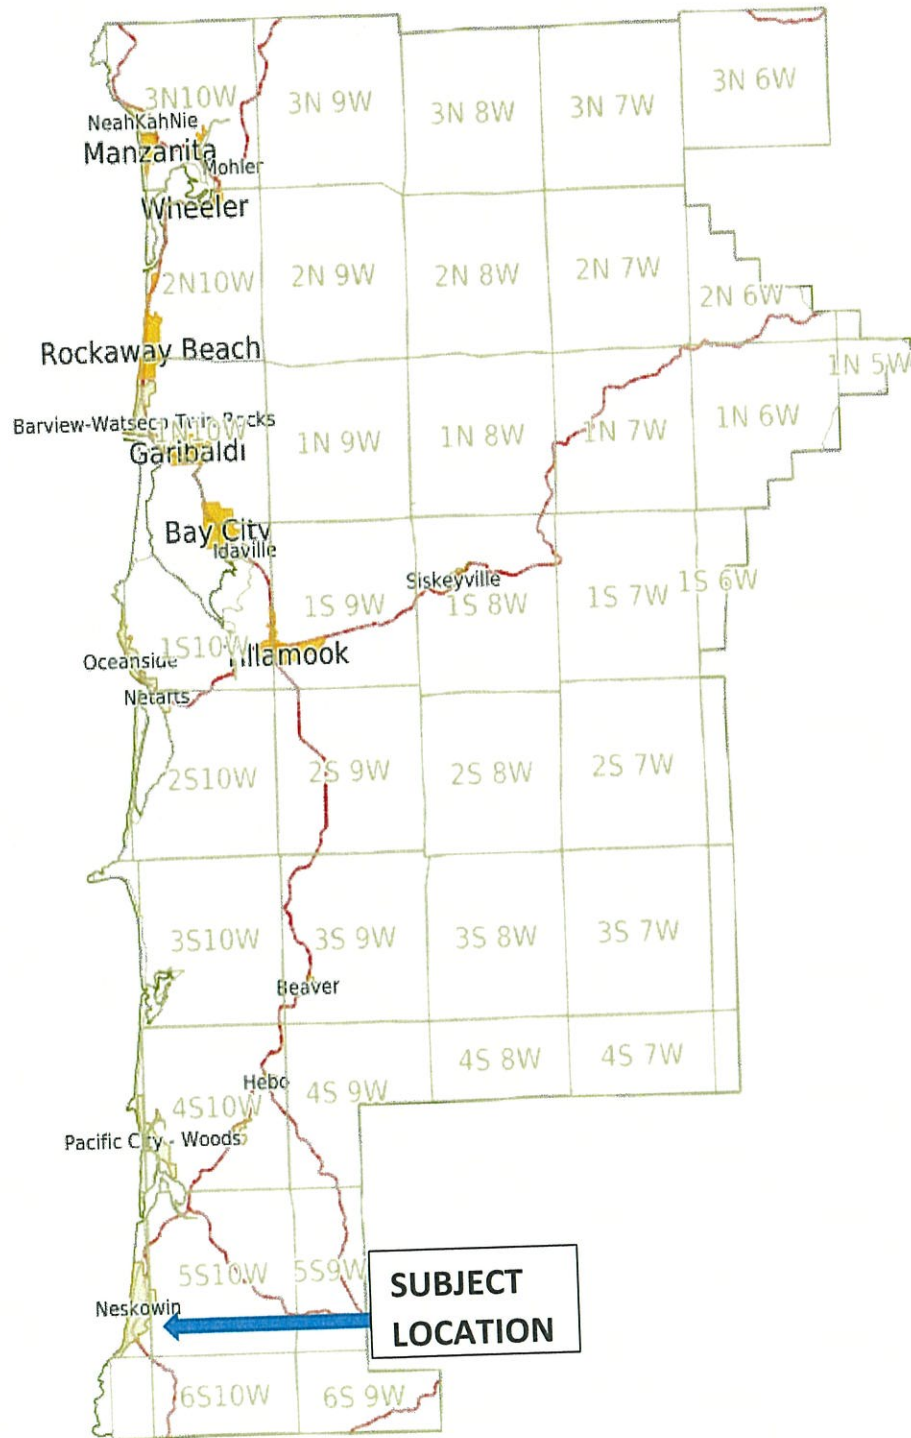 3N 6W
3N10W
3N 9W
3N 8W
3N 7W
NeahKahNie
Manzanita
Mohler
Wheeler
2N10W
2N 9W
2N 8W
2N 7W
2N 6W
Rockaway Beach
1N 5W
Barview-Watseco Twin Rocks
1N10W
1N 9W
1N 8W
1N 7W
1N 6W
Garibaldi
Bay City
Idaville
Siskeyville
1S 9W
1S 8W
1S 7W
1S 6W
1S10W
Oceanside
Tillamook
Netarts
2S10W
2S 9W
2S 8W
2S 7W
3S10W
3S 9W
3S 8W
3S 7W
Beaver
4S 8W
4S 7W
Hebo
4S10W
4S 9W
Pacific City - Woods
5S10W
5S9W
SUBJECT
LOCATION
Neskowin
6S10W
6S 9W